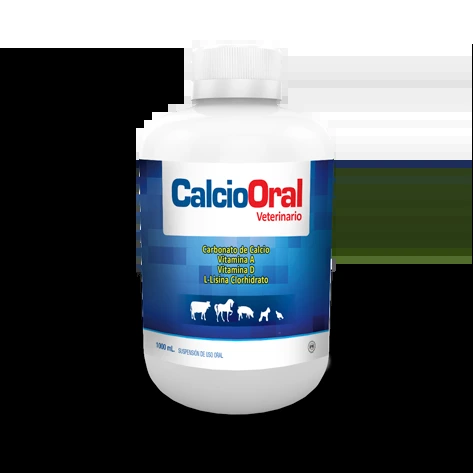 CalcioOral
Veterinario
Carbonato de Calcio
Vitamina A
Vitamina D
L-Lisina Clorhidrato
1000 mL. SUSPENSIÓN DE USO ORAL